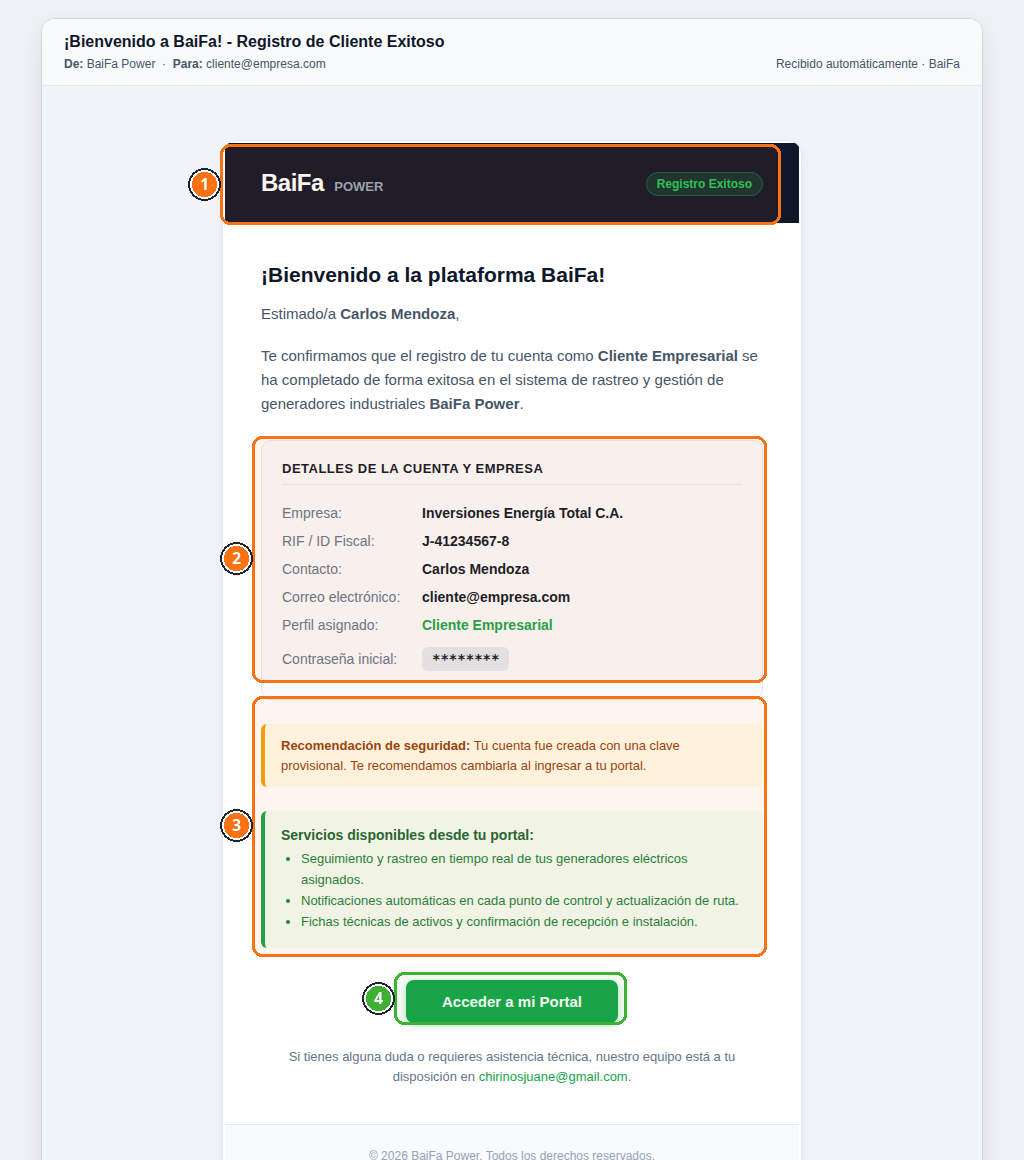 ¡Bienvenido a BaiFa! - Registro de Cliente Exitoso
De: BaiFa Power · Para: cliente@empresa.com
Recibido automáticamente · BaiFa
1
BaiFa POWER
Registro Exitoso
¡Bienvenido a la plataforma BaiFa!
Estimado/a Carlos Mendoza,
Te confirmamos que el registro de tu cuenta como Cliente Empresarial se
ha completado de forma exitosa en el sistema de rastreo y gestión de
generadores industriales BaiFa Power.
2
DETALLES DE LA CUENTA Y EMPRESA
Empresa: Inversiones Energía Total C.A.
RIF / ID Fiscal: J-41234567-8
Contacto: Carlos Mendoza
Correo electrónico: cliente@empresa.com
Perfil asignado: Cliente Empresarial
Contraseña inicial: ********
3
Recomendación de seguridad: Tu cuenta fue creada con una clave
provisional. Te recomendamos cambiarla al ingresar a tu portal.
Servicios disponibles desde tu portal:
• Seguimiento y rastreo en tiempo real de tus generadores eléctricos
asignados.
• Notificaciones automáticas en cada punto de control y actualización de ruta.
• Fichas técnicas de activos y confirmación de recepción e instalación.
4
Acceder a mi Portal
Si tienes alguna duda o requieres asistencia técnica, nuestro equipo está a tu
disposición en chirinosjuane@gmail.com.
© 2026 BaiFa Power. Todos los derechos reservados.